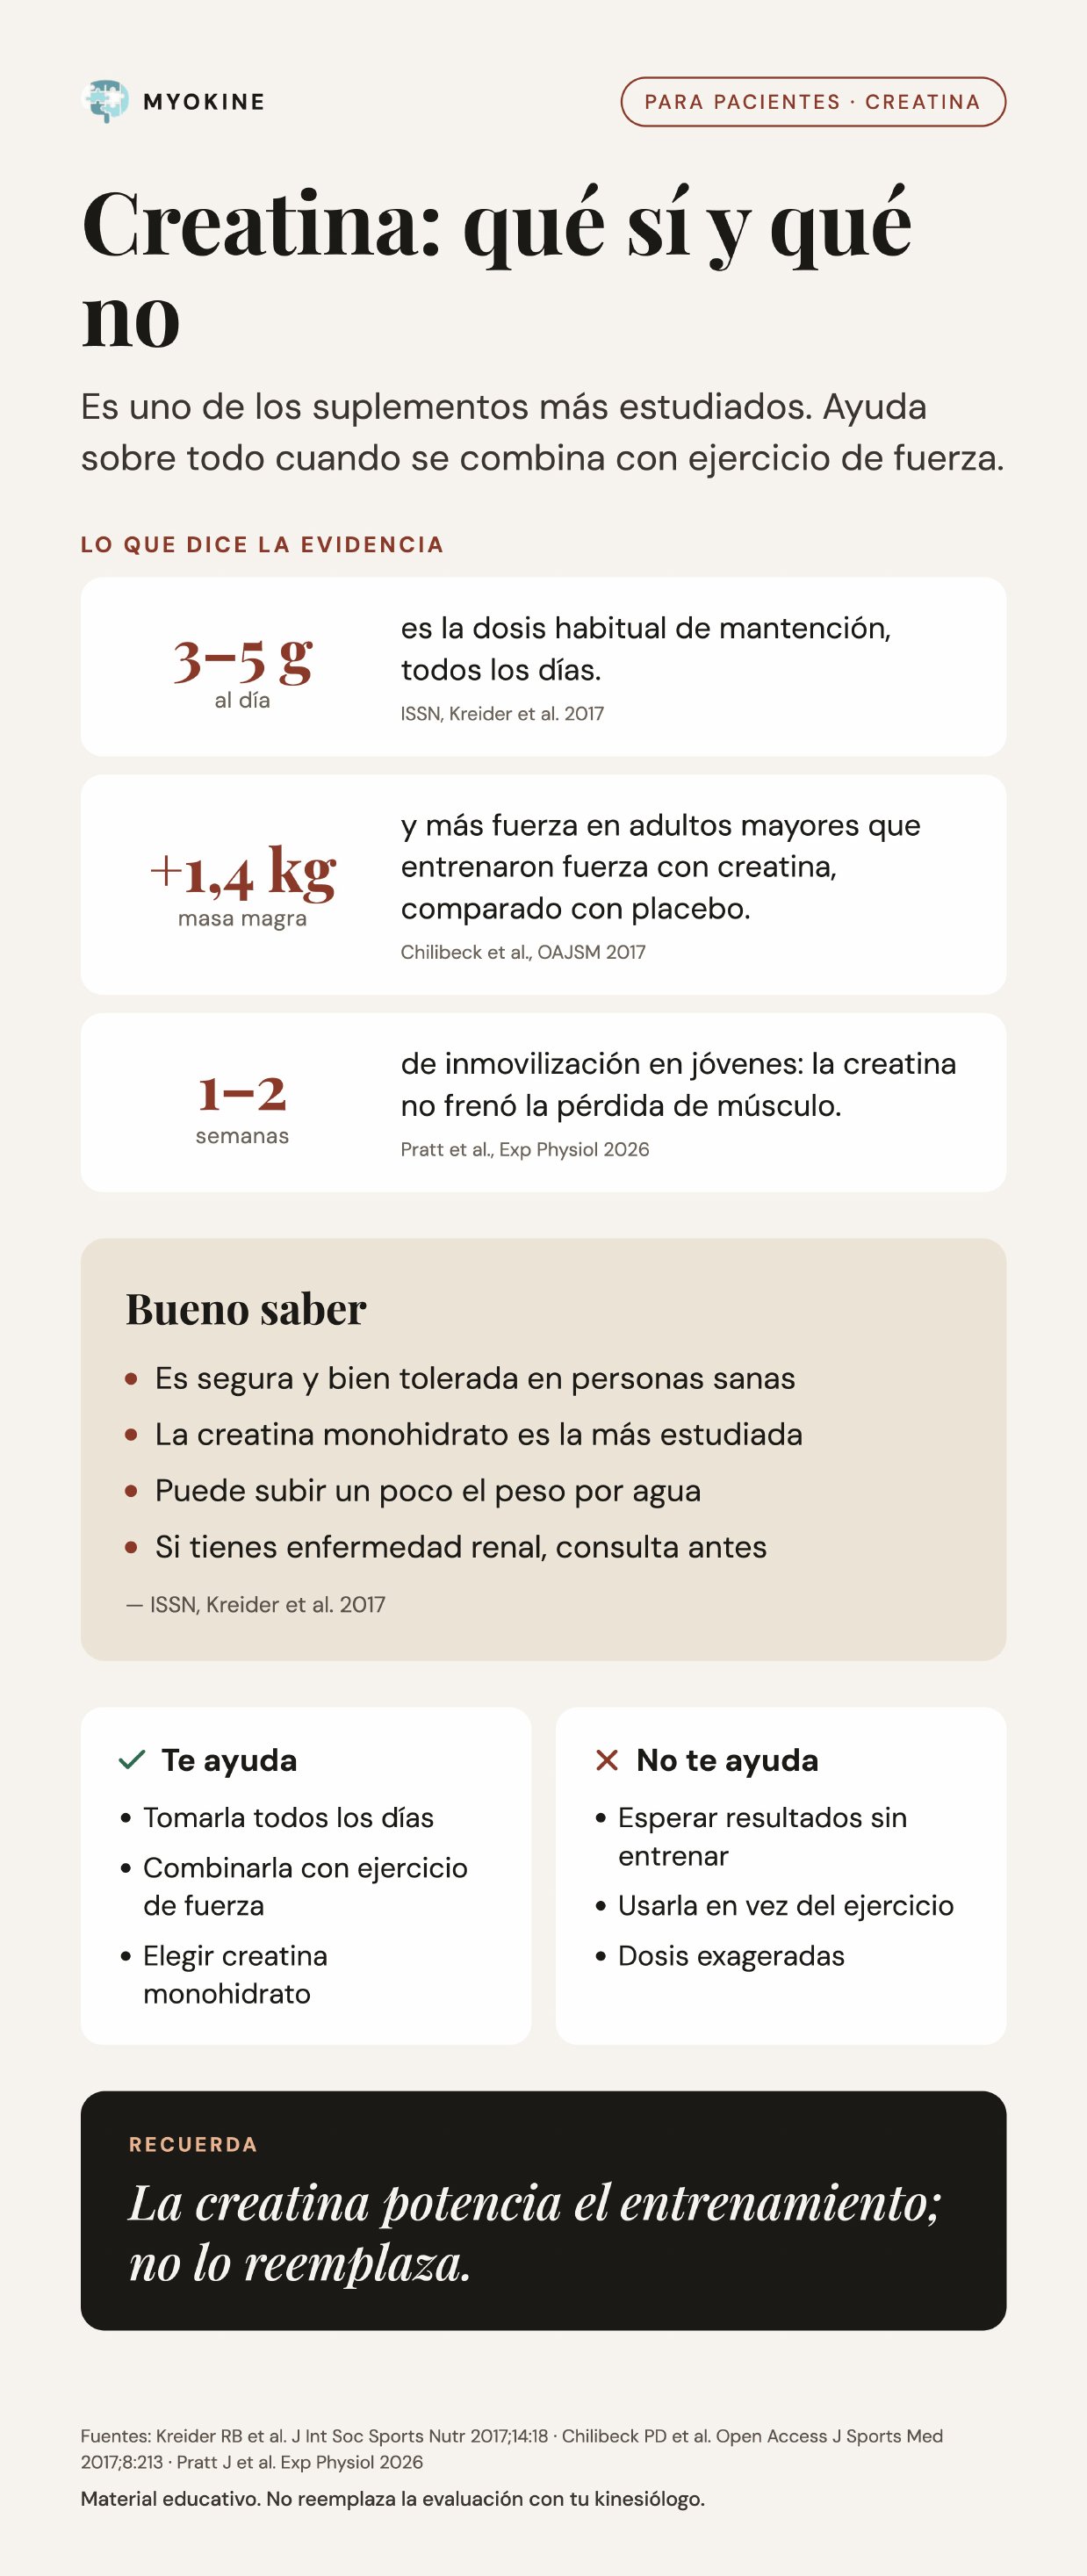 MYOKINE
PARA PACIENTES · CREATINA
Creatina: qué sí y qué
no
Es uno de los suplementos más estudiados. Ayuda
sobre todo cuando se combina con ejercicio de fuerza.
LO QUE DICE LA EVIDENCIA
3–5 g
al día
es la dosis habitual de mantención,
todos los días.
ISSN, Kreider et al. 2017
+1,4 kg
masa magra
y más fuerza en adultos mayores que
entrenaron fuerza con creatina,
comparado con placebo.
Chilibeck et al., OAJSM 2017
1–2
semanas
de inmovilización en jóvenes: la creatina
no frenó la pérdida de músculo.
Pratt et al., Exp Physiol 2026
Bueno saber
• Es segura y bien tolerada en personas sanas
• La creatina monohidrato es la más estudiada
• Puede subir un poco el peso por agua
• Si tienes enfermedad renal, consulta antes
— ISSN, Kreider et al. 2017
✓ Te ayuda
• Tomarla todos los días
• Combinarla con ejercicio
de fuerza
• Elegir creatina
monohidrato
✕ No te ayuda
• Esperar resultados sin
entrenar
• Usarla en vez del ejercicio
• Dosis exageradas
RECUERDA
La creatina potencia el entrenamiento;
no lo reemplaza.
Fuentes: Kreider RB et al. J Int Soc Sports Nutr 2017;14:18 · Chilibeck PD et al. Open Access J Sports Med
2017;8:213 · Pratt J et al. Exp Physiol 2026
Material educativo. No reemplaza la evaluación con tu kinesiólogo.